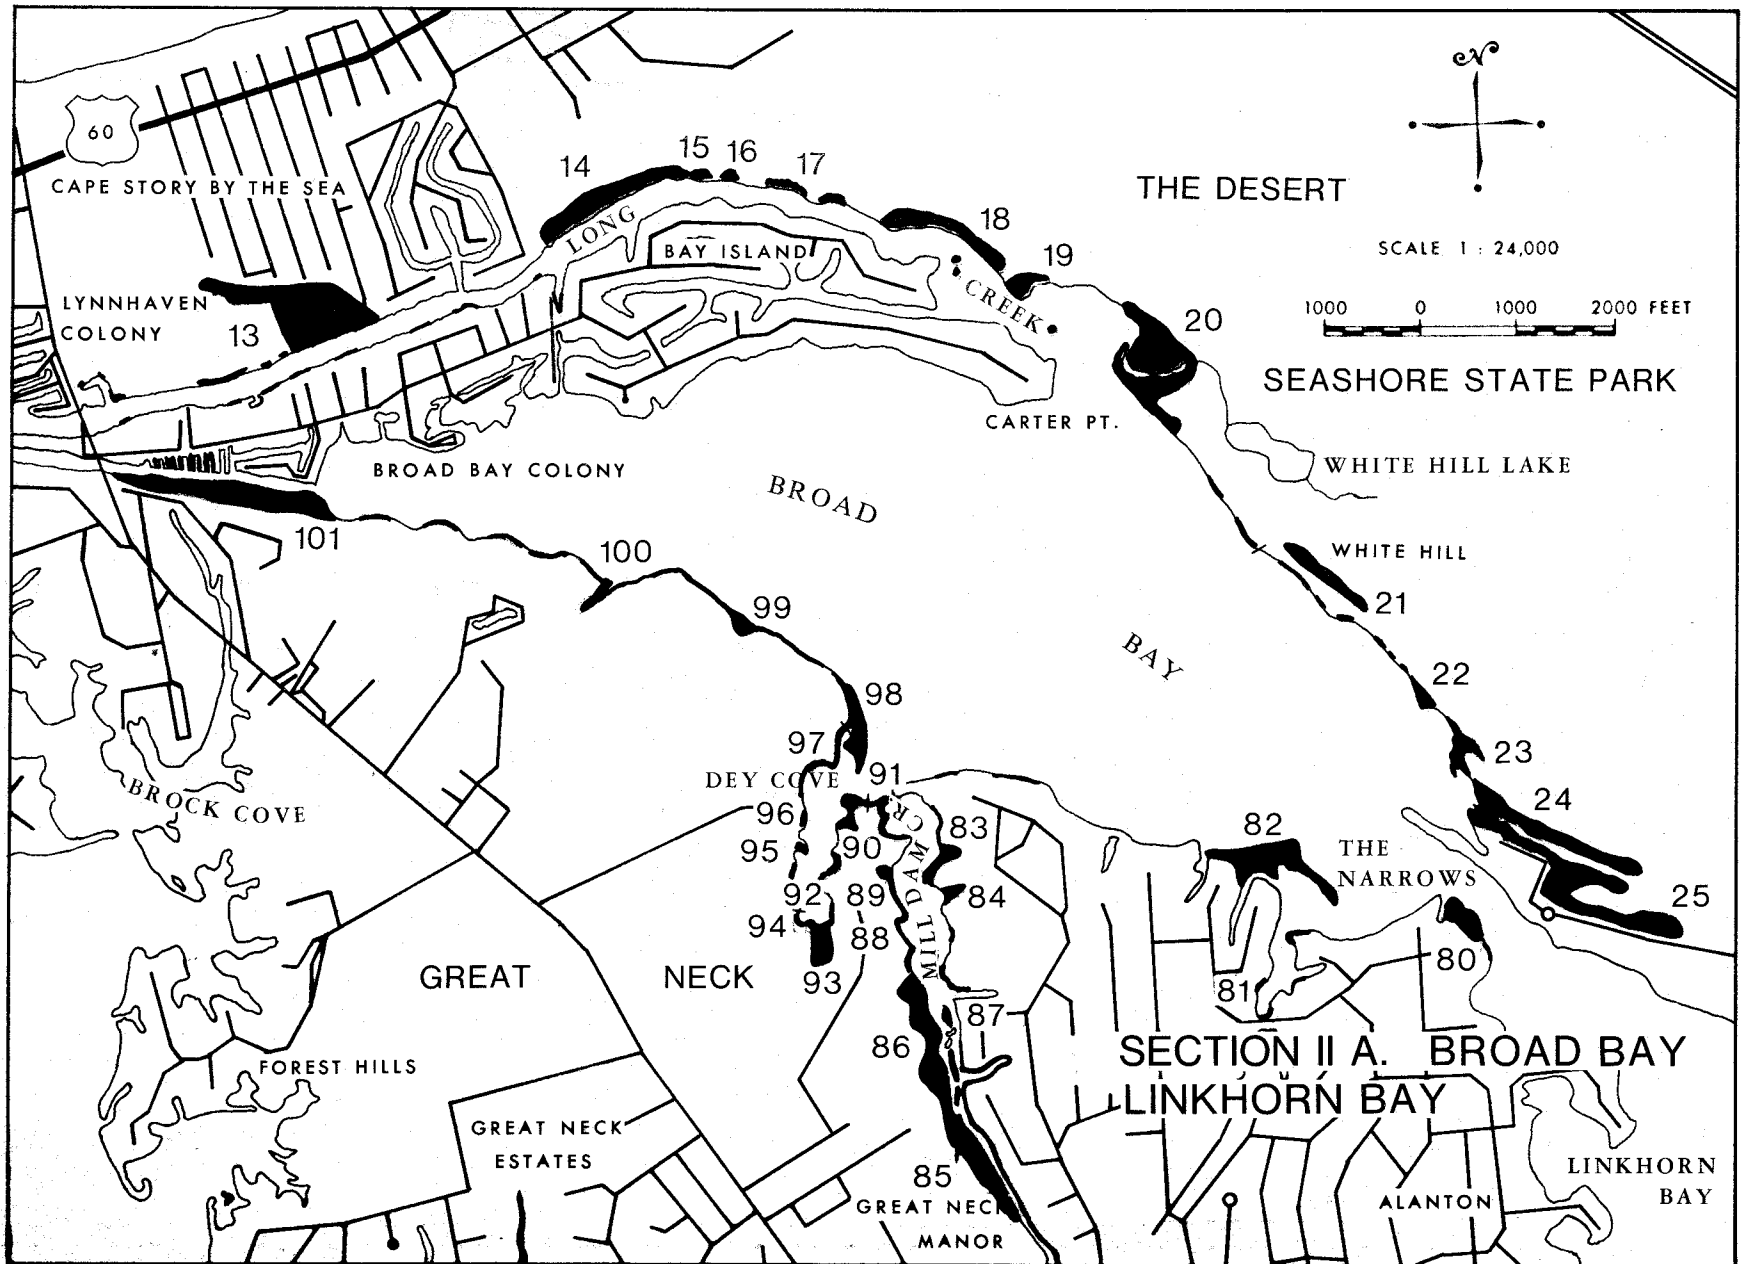 N
60
CAPE STORY BY THE SEA
14
15
16
17
THE DESERT
LONG
18
SCALE 1 : 24,000
BAY ISLAND
19
CREEK
LYNNHAVEN
COLONY
13
1000 0 1000 2000 FEET
20
SEASHORE STATE PARK
CARTER PT.
BROAD BAY COLONY
WHITE HILL LAKE
BROAD
101
100
WHITE HILL
21
99
BAY
22
98
97
23
DEY COVE
91
BROCK COVE
96
83
82
24
95
90
THE
NARROWS
92
89
84
25
94
88
MILL DAM CR
80
GREAT NECK
93
81
87
86
SECTION II A. BROAD BAY
LINKHORN BAY
FOREST HILLS
GREAT NECK
ESTATES
85
GREAT NECK
MANOR
ALANTON
LINKHORN
BAY